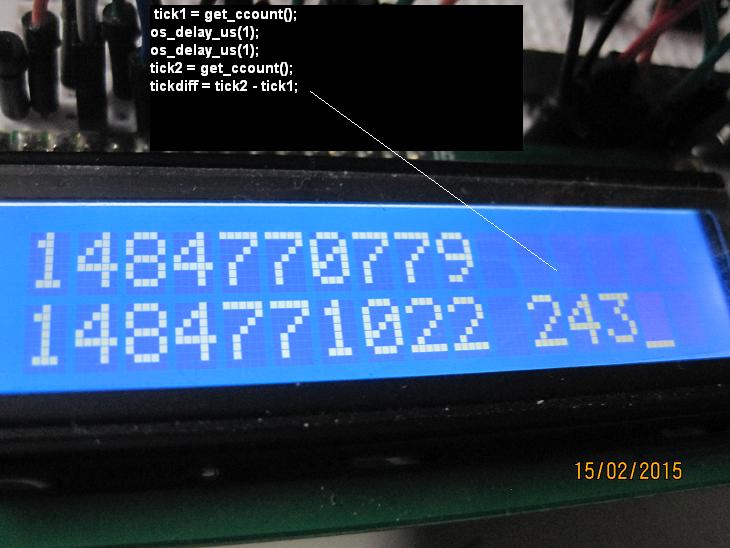 tick1 = get_ccount();
os_delay_us(1);
os_delay_us(1);
tick2 = get_ccount();
tickdiff = tick2 - tick1;
1484770779
1484771022 243_
15/02/2015